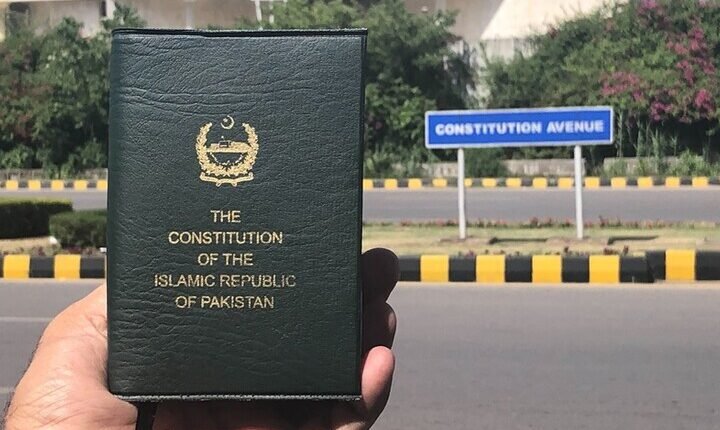 THE
CONSTITUTION
OF THE
ISLAMIC REPUBLIC
OF PAKISTAN
CONSTITUTION AVENUE